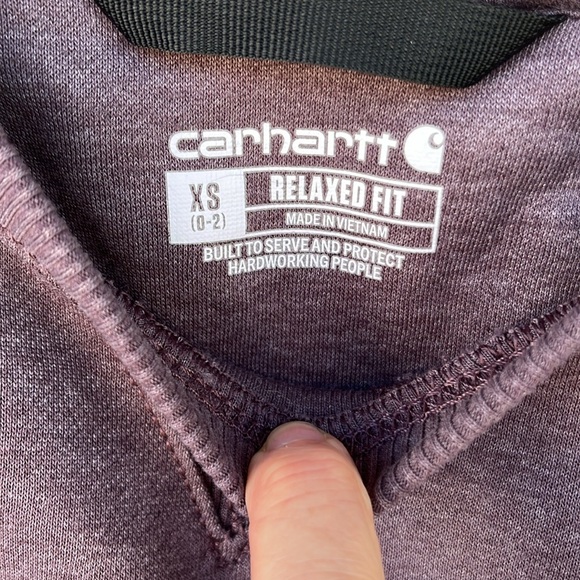 carhartt
XS
(0-2)
RELAXED FIT
MADE IN VIETNAM
BUILT TO SERVE AND PROTECT
HARDWORKING PEOPLE